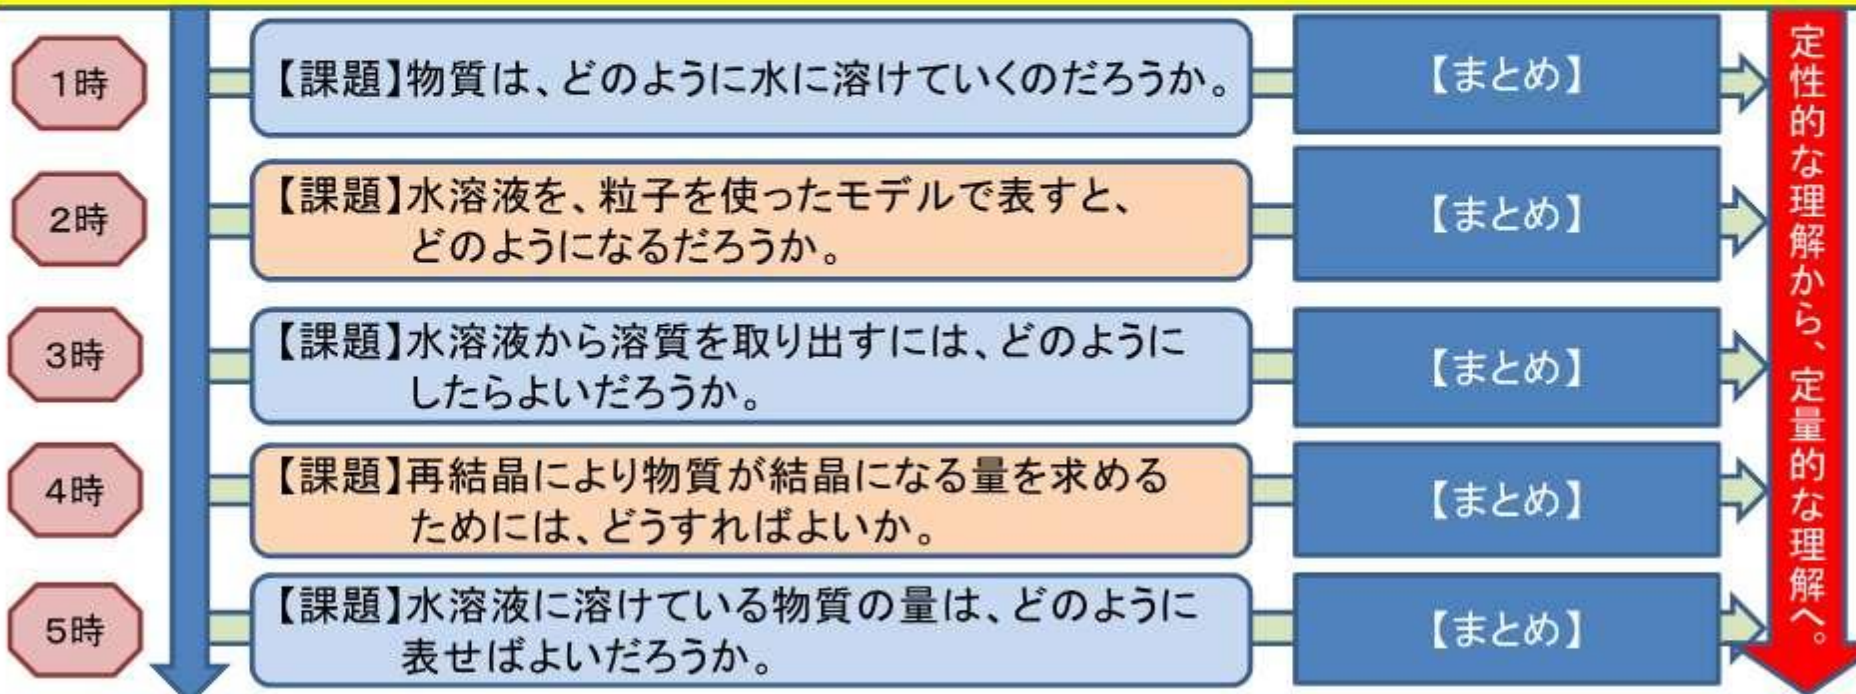 1時
【課題】物質は、どのように水に溶けていくのだろうか。
【まとめ】
2時
【課題】水溶液を、粒子を使ったモデルで表すと、
どのようになるだろうか。
【まとめ】
3時
【課題】水溶液から溶質を取り出すには、どのように
したらよいだろうか。
【まとめ】
4時
【課題】再結晶により物質が結晶になる量を求める
ためには、どうすればよいか。
【まとめ】
5時
【課題】水溶液に溶けている物質の量は、どのように
表せばよいだろうか。
【まとめ】
定性的な理解から、定量的な理解へ。